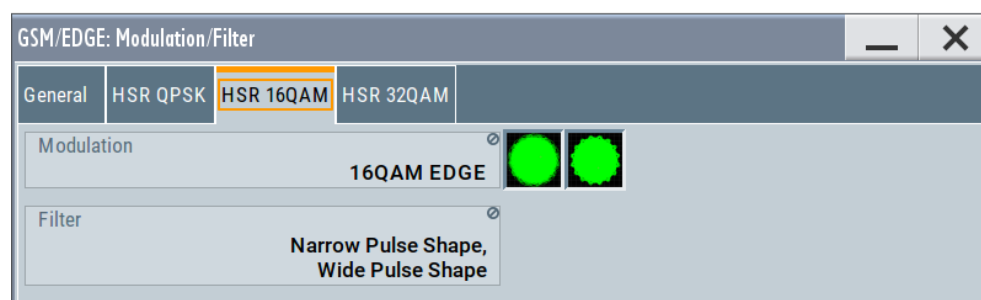 GSM/EDGE: Modulation/Filter
General HSR QPSK HSR 16QAM HSR 32QAM
Modulation
16QAM EDGE
Filter
Narrow Pulse Shape,
Wide Pulse Shape